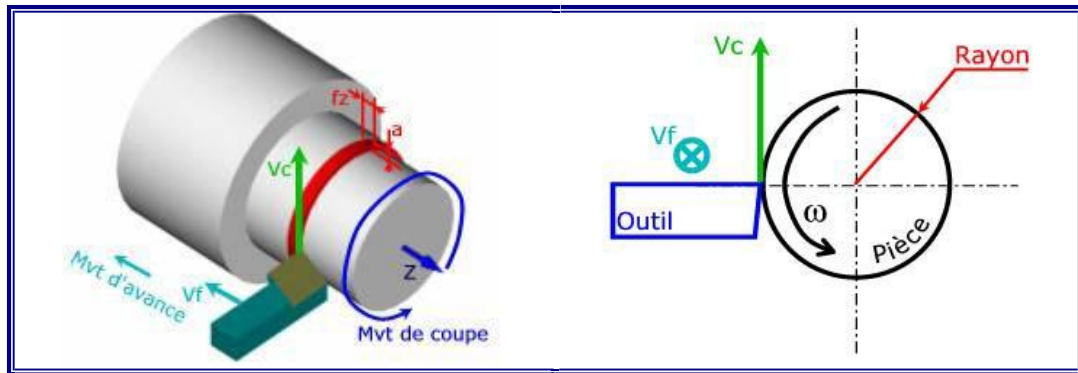 fz
a
Vc
Z
Mvt d'avance
Vf
Mvt de coupe
Vc
Rayon
Vf
Outil
ω
Pièce